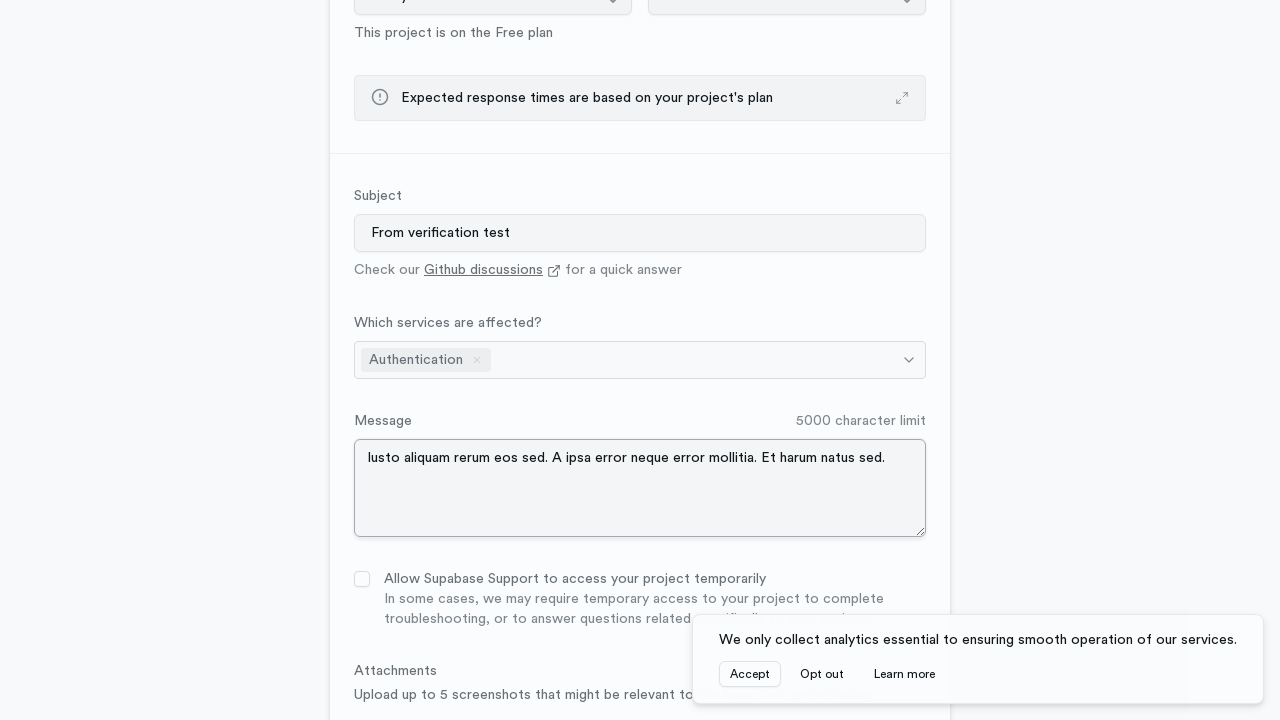 This project is on the Free plan
Expected response times are based on your project's plan
Subject
From verification test
Check our Github discussions for a quick answer
Which services are affected?
Authentication
Message
5000 character limit
Iusto aliquam rerum eos sed. A ipsa error neque error mollitia. Et harum natus sed.
Allow Supabase Support to access your project temporarily
In some cases, we may require temporary access to your project to complete
troubleshooting, or to answer questions related
We only collect analytics essential to ensuring smooth operation of our services.
Accept
Opt out
Learn more
Attachments
Upload up to 5 screenshots that might be relevant to